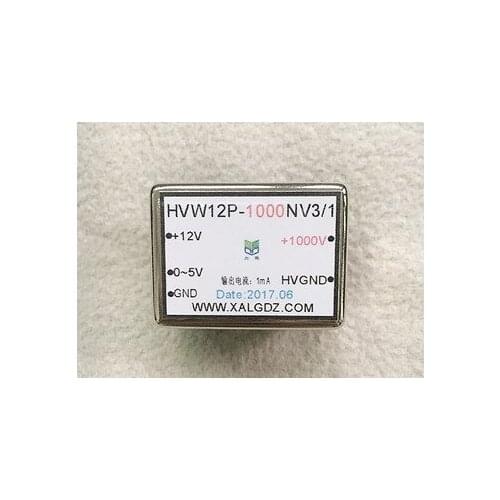 HVW12P-1000NV3/1
+12V +1000V
0~5V 输出电流: 1mA HVGND
GND Date:2017.06
WWW.XALGDZ.COM